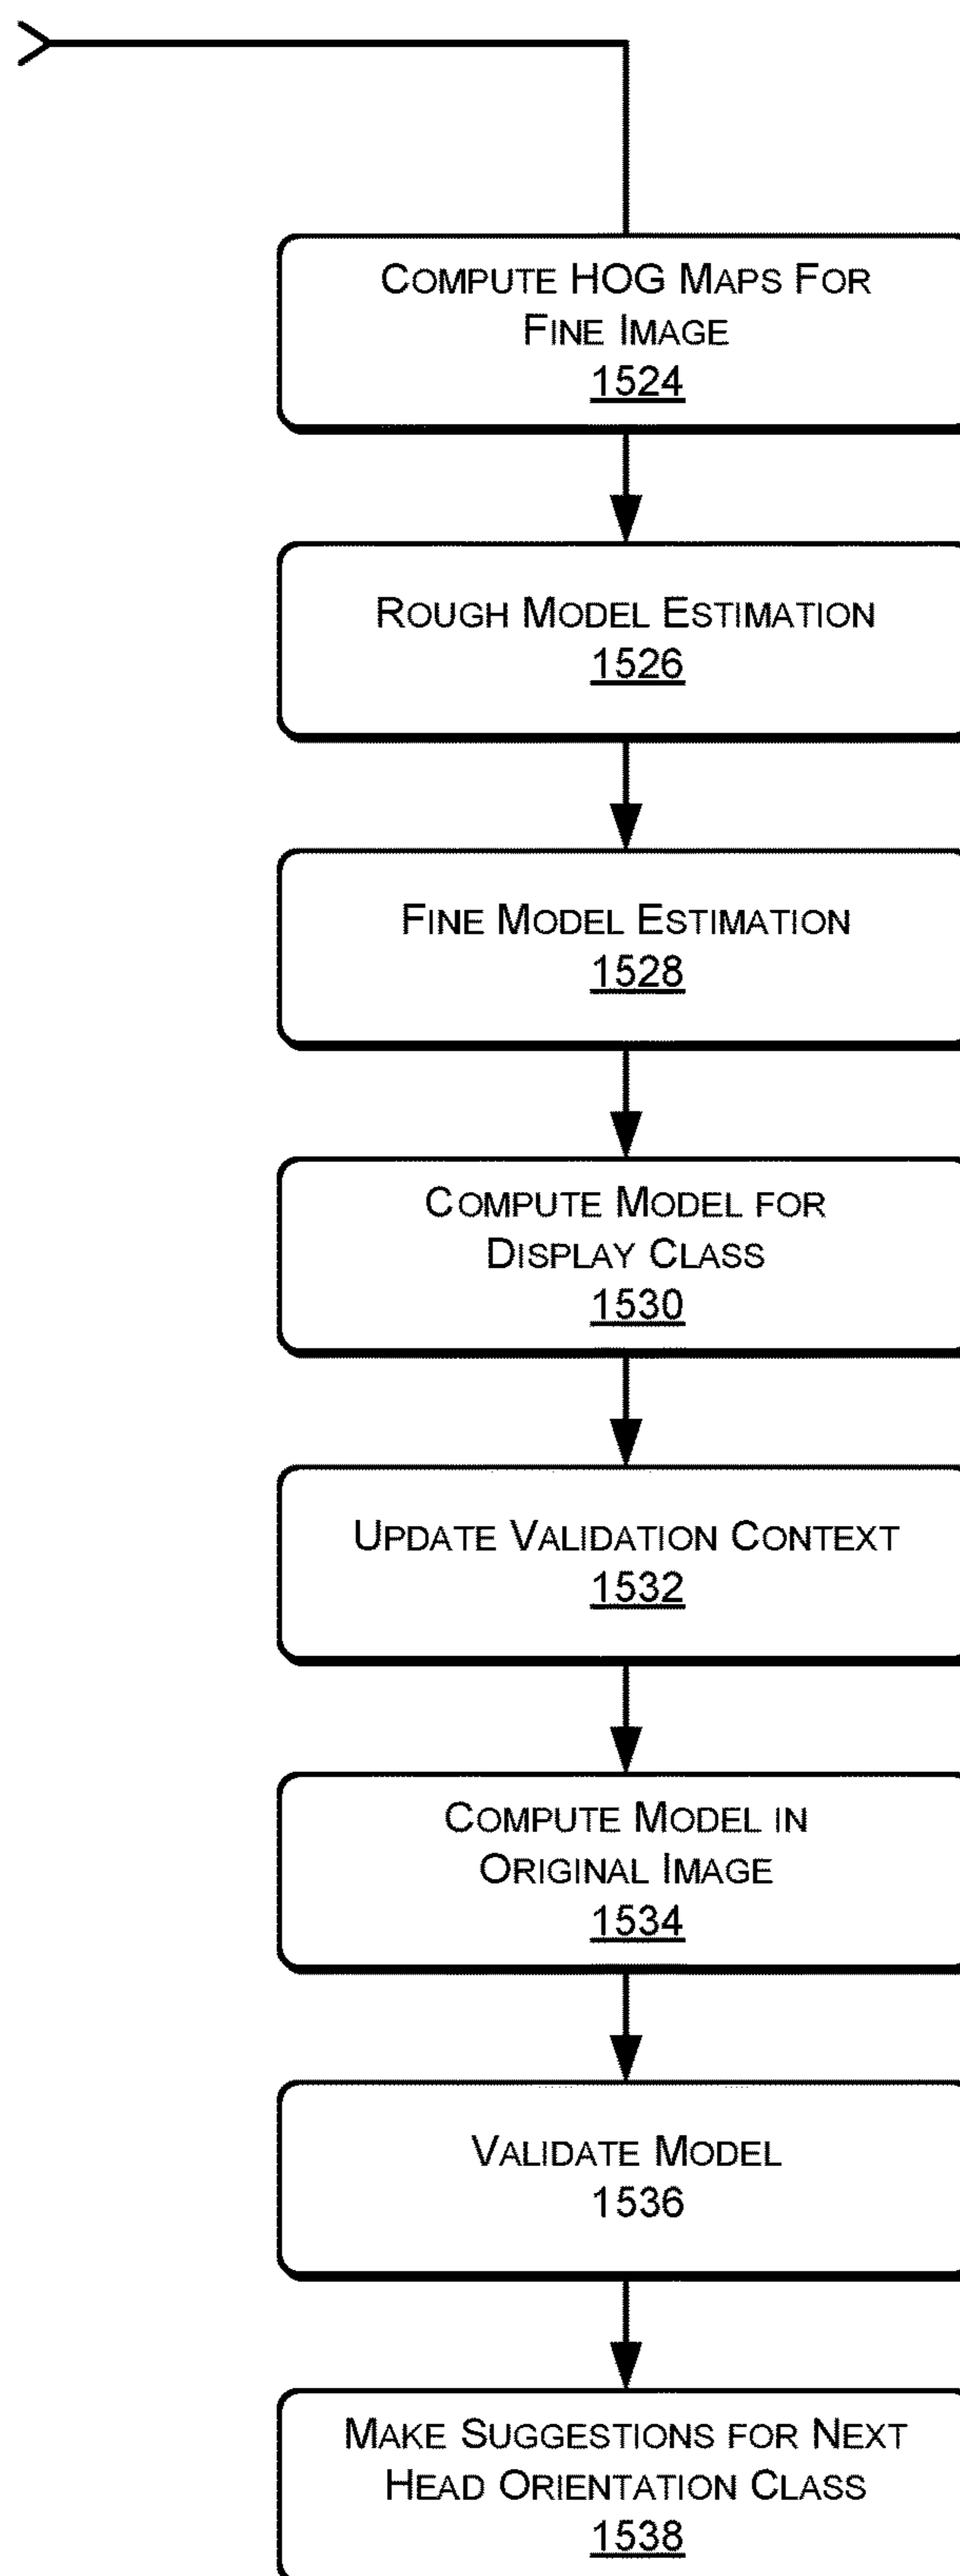 COMPUTE HOG MAPS FOR
FINE IMAGE
1524
ROUGH MODEL ESTIMATION
1526
FINE MODEL ESTIMATION
1528
COMPUTE MODEL FOR
DISPLAY CLASS
1530
UPDATE VALIDATION CONTEXT
1532
COMPUTE MODEL IN
ORIGINAL IMAGE
1534
VALIDATE MODEL
1536
MAKE SUGGESTIONS FOR NEXT
HEAD ORIENTATION CLASS
1538